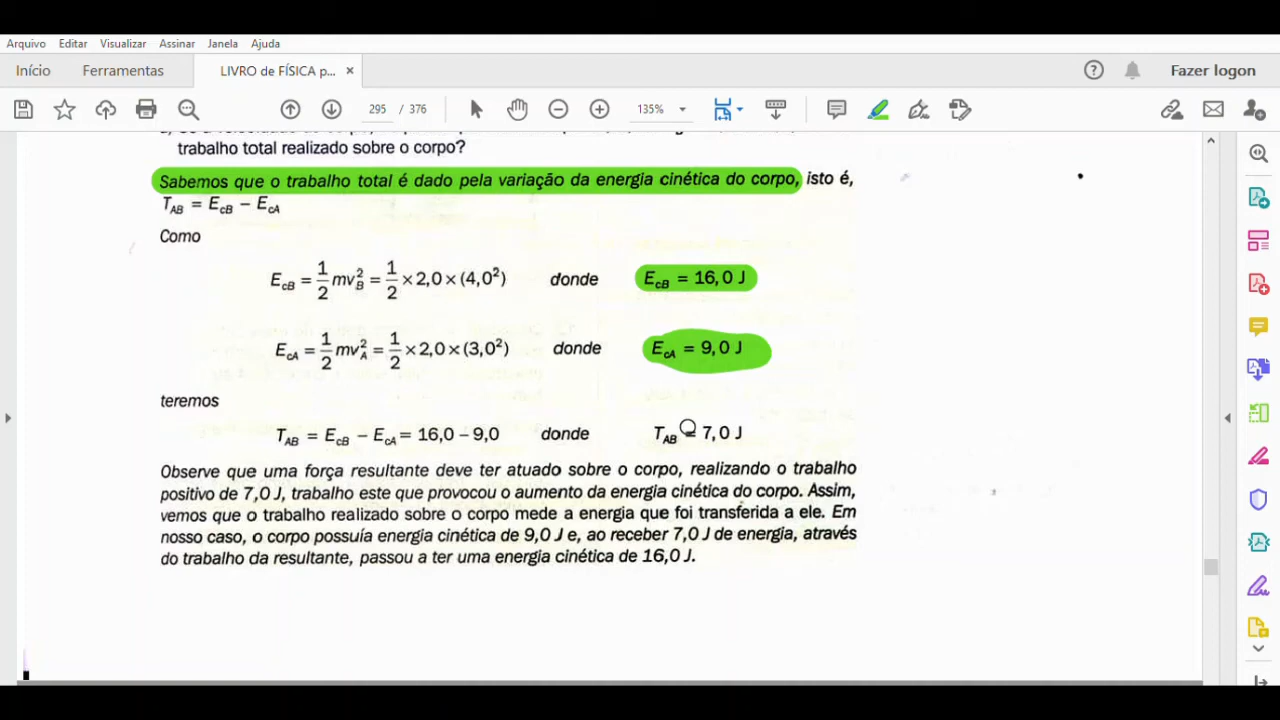 Arquivo Editar Visualizar Assinar Janela Ajuda
Início Ferramentas LIVRO de FÍSICA p... × Fazer logon
295 / 376 135%
trabalho total realizado sobre o corpo?
Sabemos que o trabalho total é dado pela variação da energia cinética do corpo, isto é,
T_AB = E_cB − E_cA
Como
E_cB = 1/2 mv_B^2 = 1/2 × 2,0 × (4,0²) donde E_cB = 16,0 J
E_cA = 1/2 mv_A^2 = 1/2 × 2,0 × (3,0²) donde E_cA = 9,0 J
teremos
T_AB = E_cB − E_cA = 16,0 − 9,0 donde T_AB = 7,0 J
Observe que uma força resultante deve ter atuado sobre o corpo, realizando o trabalho
positivo de 7,0 J, trabalho este que provocou o aumento da energia cinética do corpo. Assim,
vemos que o trabalho realizado sobre o corpo mede a energia que foi transferida a ele. Em
nosso caso, o corpo possuía energia cinética de 9,0 J e, ao receber 7,0 J de energia, através
do trabalho da resultante, passou a ter uma energia cinética de 16,0 J.